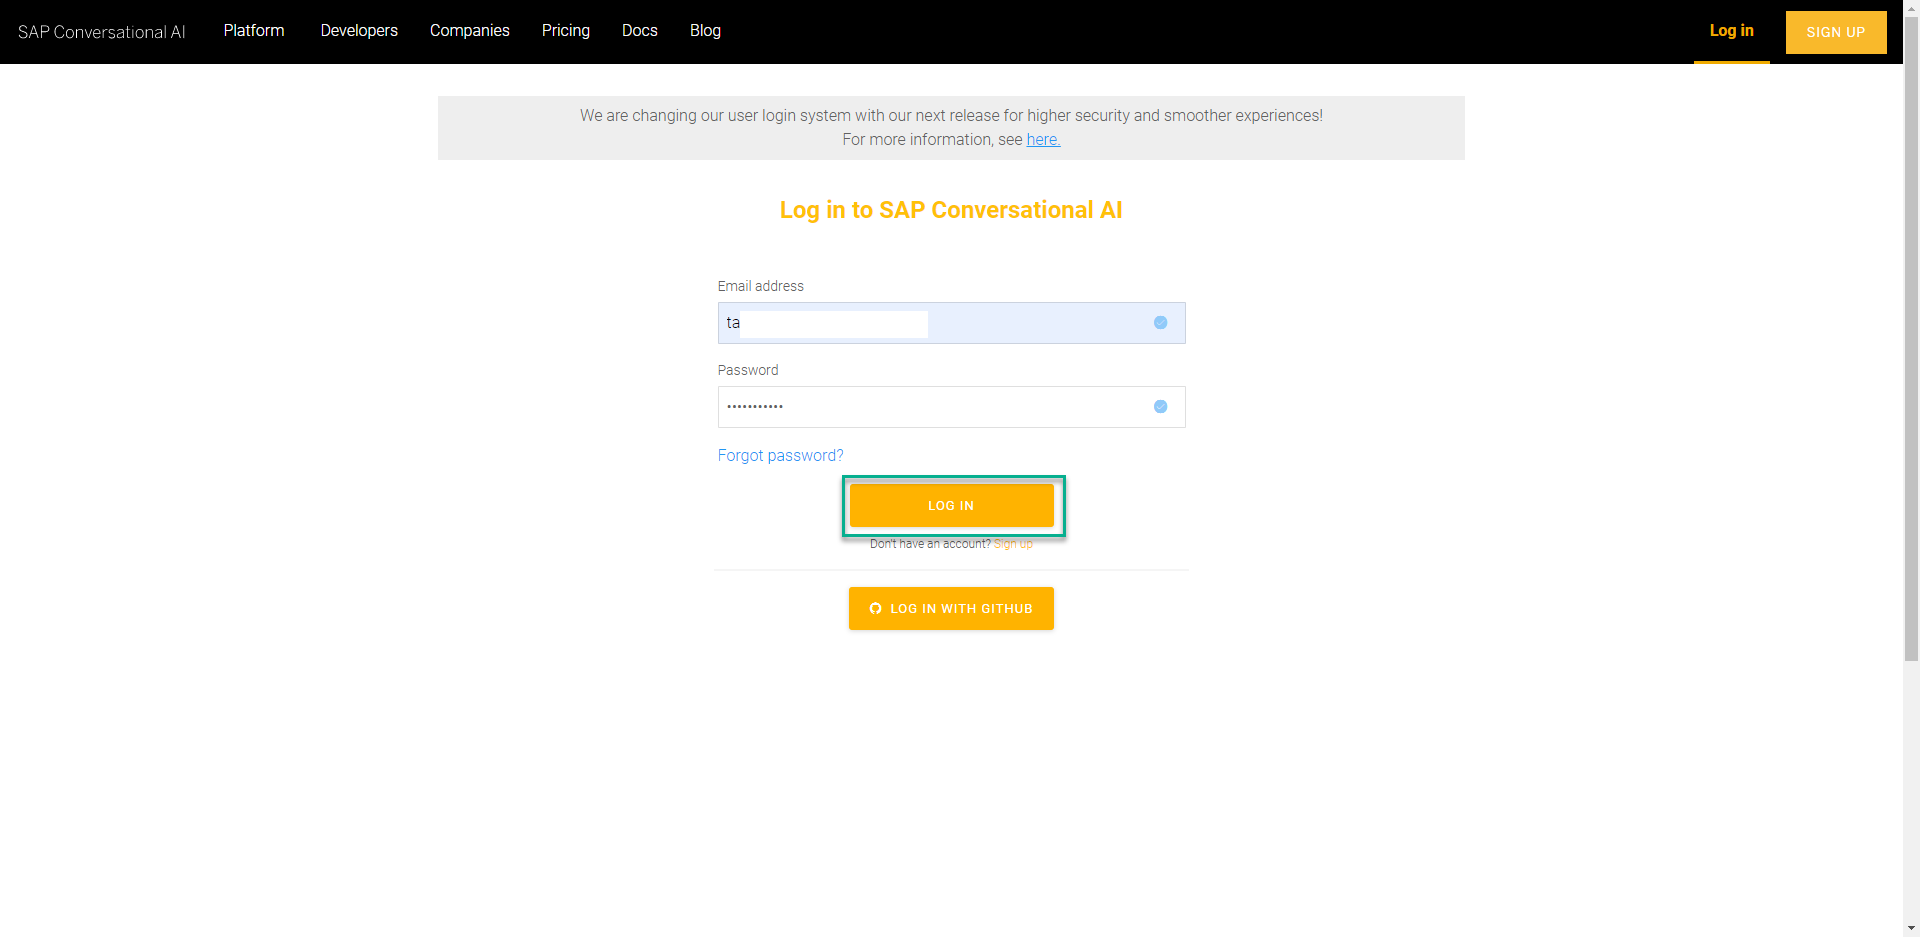 SAP Conversational AI Platform Developers Companies Pricing Docs Blog Log in SIGN UP
We are changing our user login system with our next release for higher security and smoother experiences!
For more information, see here.
Log in to SAP Conversational AI
Email address
ta
Password
•••••••••••
Forgot password?
LOG IN
Don't have an account? Sign up
LOG IN WITH GITHUB